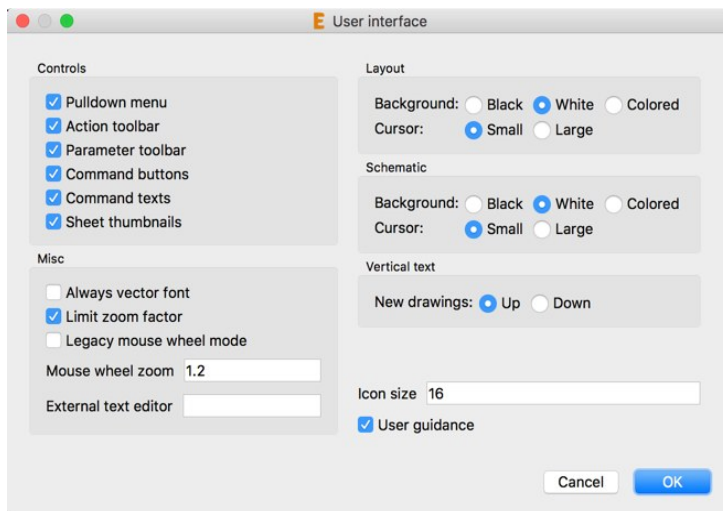 E User interface
Controls
Pulldown menu
Action toolbar
Parameter toolbar
Command buttons
Command texts
Sheet thumbnails
Misc
Always vector font
Limit zoom factor
Legacy mouse wheel mode
Mouse wheel zoom 1.2
External text editor
Layout
Background: Black White Colored
Cursor: Small Large
Schematic
Background: Black White Colored
Cursor: Small Large
Vertical text
New drawings: Up Down
Icon size 16
User guidance
Cancel OK